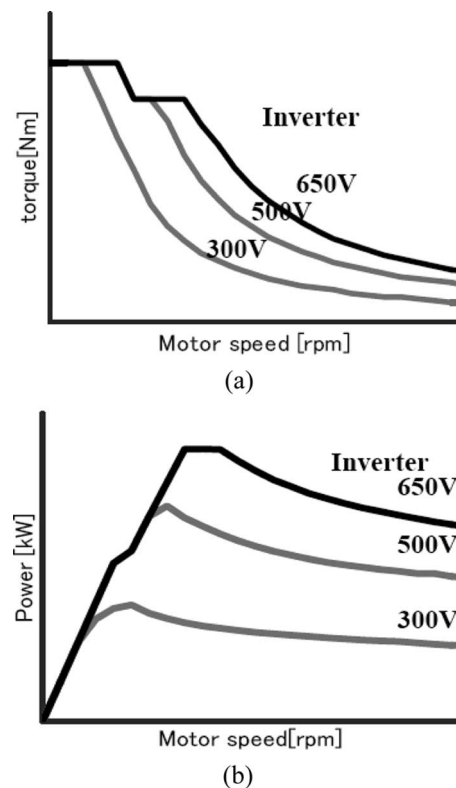 torque[Nm]
Inverter
650V
500V
300V
Motor speed [rpm]
(a)
Power [kW]
Inverter
650V
500V
300V
Motor speed[rpm]
(b)